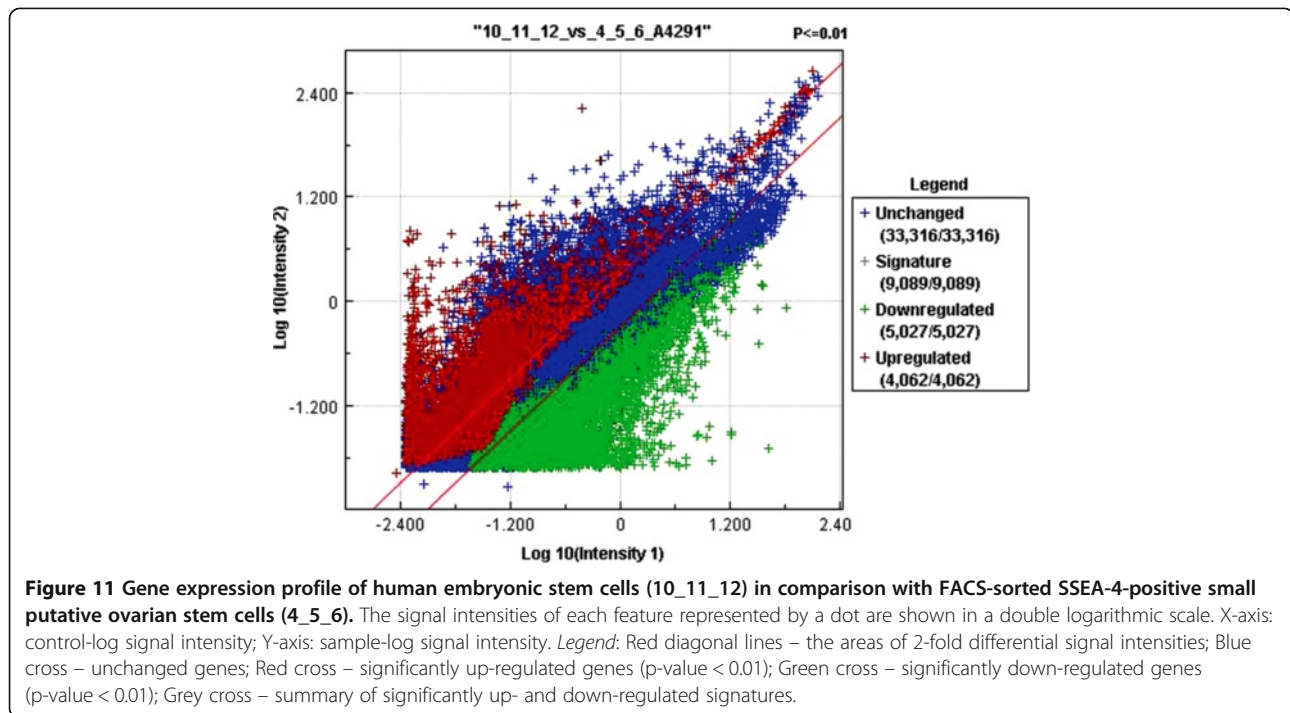 "10_11_12_vs_4_5_6_A4291"
P<=0.01
2.400
1.200
0
-1.200
Log 10(Intensity 2)
-2.400
-1.200
0
1.200
2.40
Log 10(Intensity 1)
Legend
+ Unchanged
(33,316/33,316)
+ Signature
(9,089/9,089)
+ Downregulated
(5,027/5,027)
+ Upregulated
(4,062/4,062)
Figure 11 Gene expression profile of human embryonic stem cells (10_11_12) in comparison with FACS-sorted SSEA-4-positive small
putative ovarian stem cells (4_5_6). The signal intensities of each feature represented by a dot are shown in a double logarithmic scale. X-axis:
control-log signal intensity; Y-axis: sample-log signal intensity. Legend: Red diagonal lines – the areas of 2-fold differential signal intensities; Blue
cross – unchanged genes; Red cross – significantly up-regulated genes (p-value < 0.01); Green cross – significantly down-regulated genes
(p-value < 0.01); Grey cross – summary of significantly up- and down-regulated signatures.